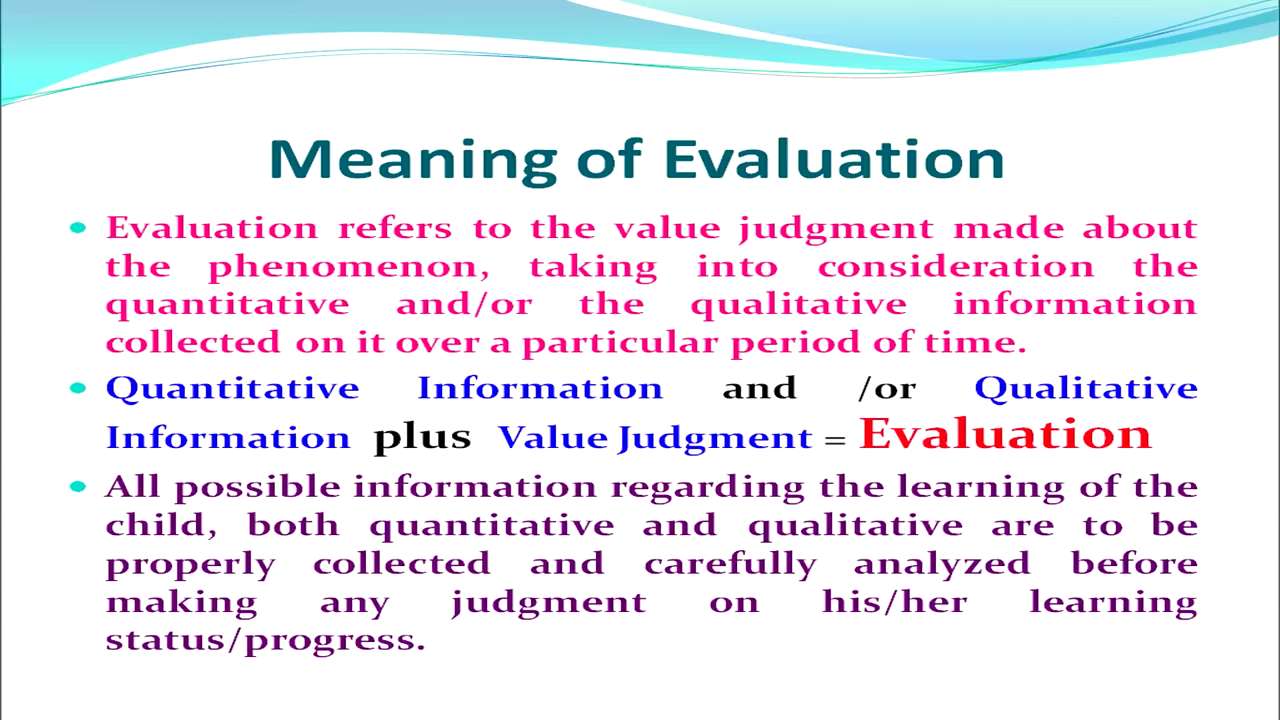 Meaning of Evaluation
• Evaluation refers to the value judgment made about
the phenomenon, taking into consideration the
quantitative and/or the qualitative information
collected on it over a particular period of time.
• Quantitative Information and /or Qualitative
Information plus Value Judgment = Evaluation
• All possible information regarding the learning of the
child, both quantitative and qualitative are to be
properly collected and carefully analyzed before
making any judgment on his/her learning
status/progress.